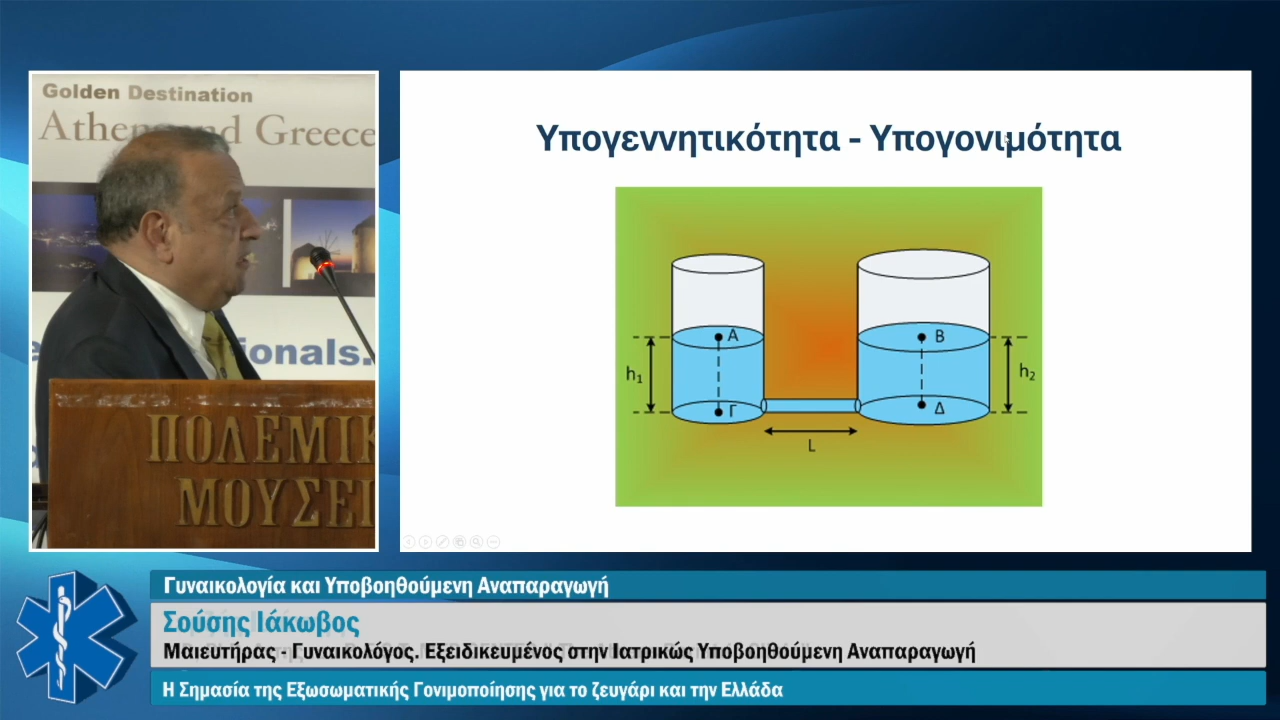 Golden Destination
Athens and Greece
ionals.
ΠΟΛΕΜΙΚ
ΜΟΥΣΕΙ
Υπογεννητικότητα - Υπογονιμότητα
A
B
h₁
h₂
Γ
Δ
L
Γυναικολογία και Υποβοηθούμενη Αναπαραγωγή
Σούσης Ιάκωβος
Μαιευτήρας - Γυναικολόγος. Εξειδικευμένος στην Ιατρικώς Υποβοηθούμενη Αναπαραγωγή
Η Σημασία της Εξωσωματικής Γονιμοποίησης για το ζευγάρι και την Ελλάδα